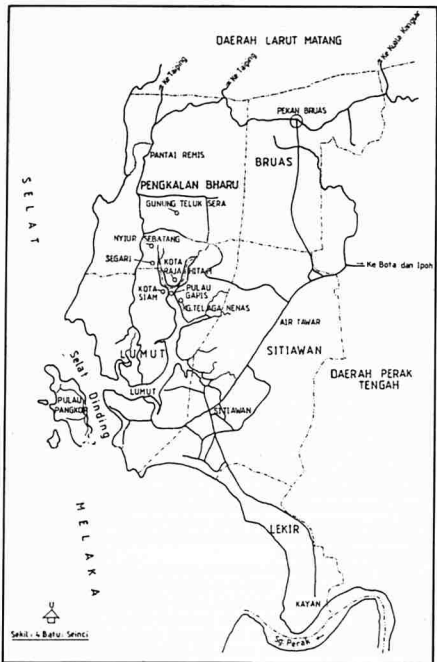 DAERAH LARUT MATANG
Ke Taiping
Ke Taiping
Ke Kuala Kangsar
PEKAN BRUAS
PANTAI REMIS
BRUAS
PENGKALAN BHARU
GUNUNG TELUK SERA
SELAT
NYIUR SEBATANG
SEGARI
KOTA
RAJA HITAM
Ke Bota dan Ipoh
KOTA
SIAM
PULAU
GAPIS
KG. TELAGA NENAS
AIR TAWAR
LUMUT
SITIAWAN
DAERAH PERAK
TENGAH
Selat Dinding
PULAU
PANGKOR
LUMUT
SITIAWAN
MELAKA
LEKIR
KAYAN
Sg. Perak
Sekil: 4 Batu: Seinci